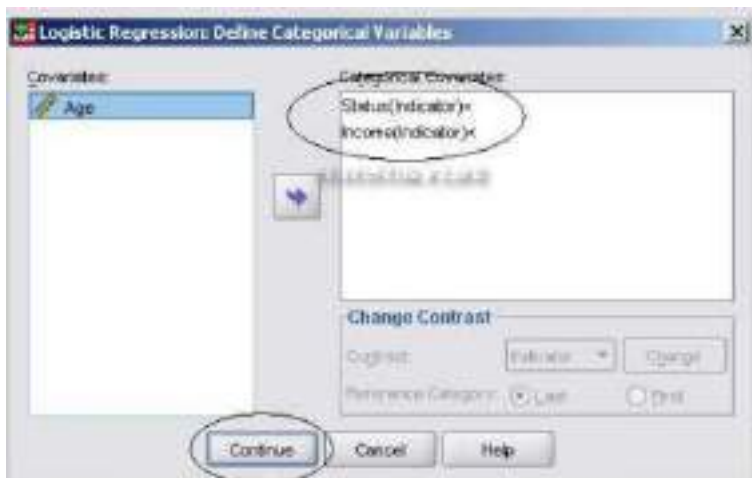 Logistic Regression: Define Categorical Variables
Covariates:
Age
Categorical Covariates:
Status(Indicator)<
Income(Indicator)<
Change Contrast
Contrast:
Indicator
Change
Reference Category:
Last
First
Continue
Cancel
Help